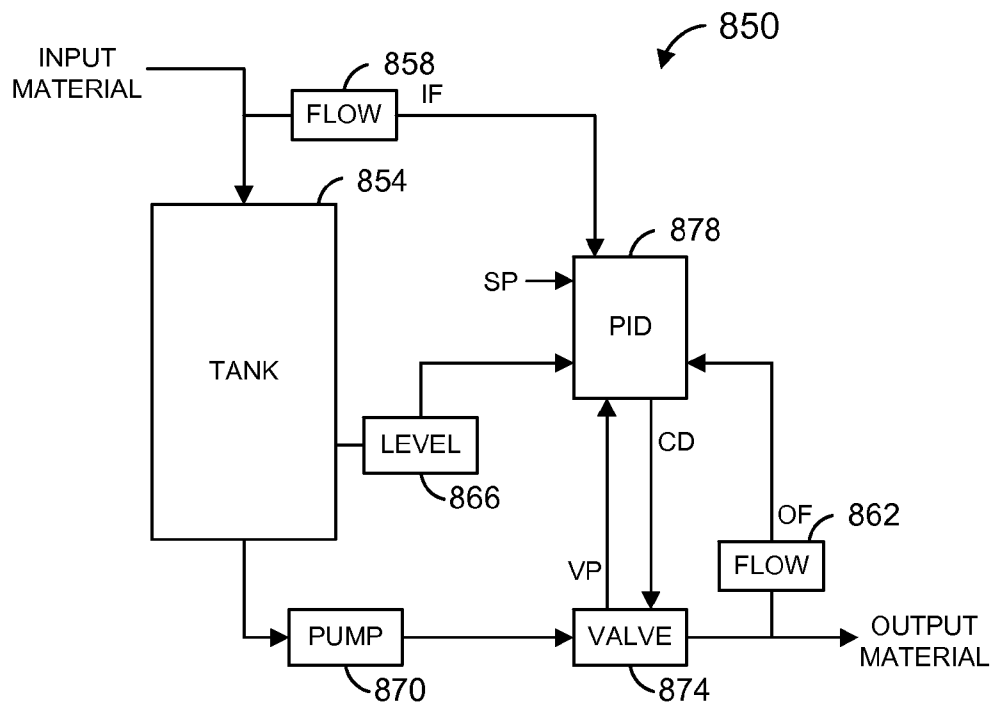 850
INPUT
MATERIAL
858
FLOW
IF
854
878
SP
PID
TANK
LEVEL
866
CD
OF
862
FLOW
VP
PUMP
870
VALVE
874
OUTPUT
MATERIAL